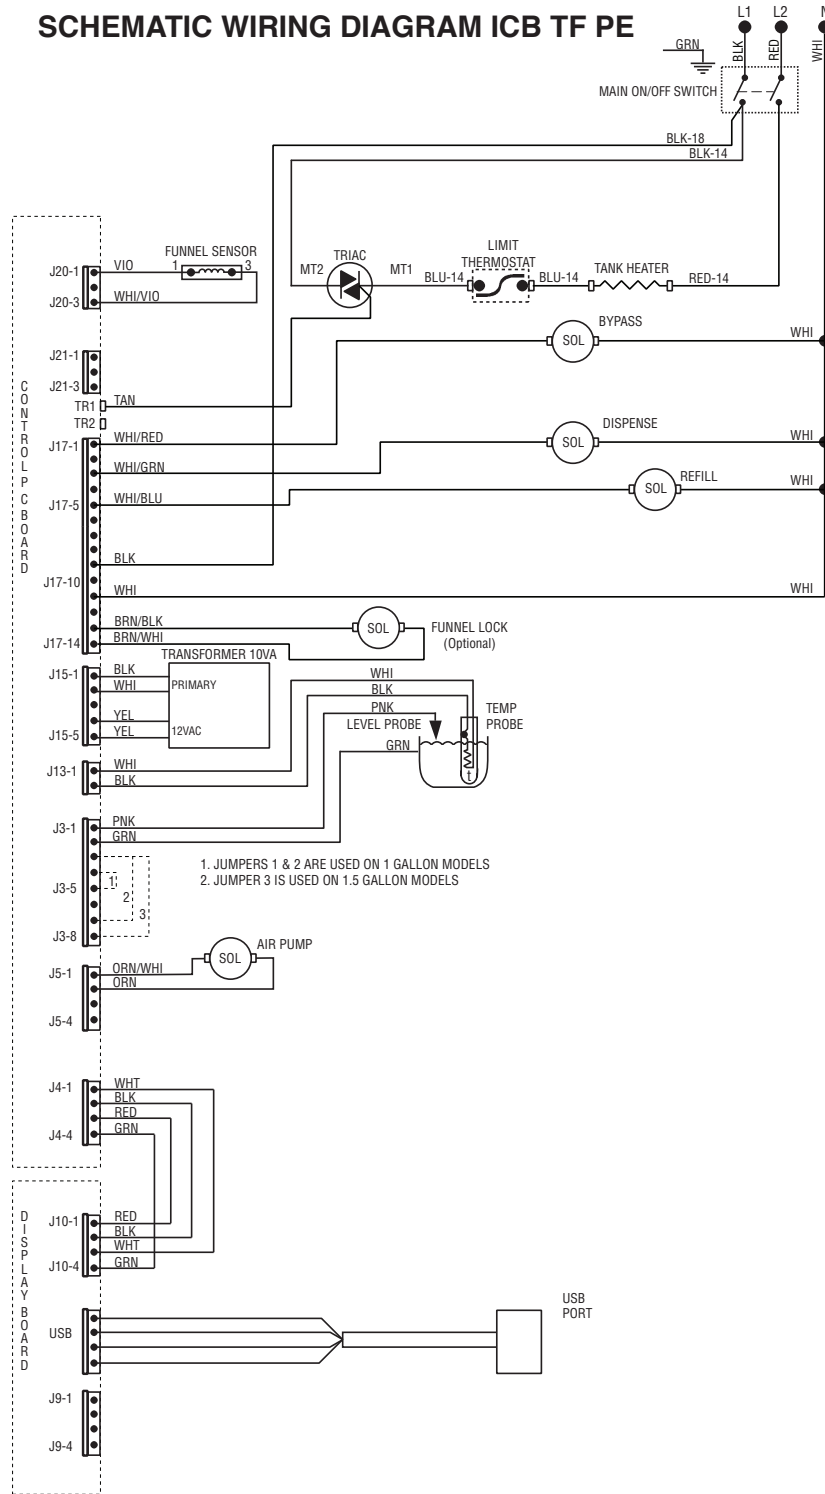 SCHEMATIC WIRING DIAGRAM ICB TF PE
L1
L2
N
GRN
BLK
RED
WHI
MAIN ON/OFF SWITCH
BLK-18
BLK-14
FUNNEL SENSOR
J20-1
VIO
1
3
J20-3
WHI/VIO
TRIAC
MT2
MT1
LIMIT
THERMOSTAT
BLU-14
BLU-14
TANK HEATER
RED-14
BYPASS
SOL
WHI
J21-1
J21-3
TR1
TAN
TR2
CONTROL PC BOARD
J17-1
WHI/RED
DISPENSE
SOL
WHI
WHI/GRN
REFILL
SOL
WHI
J17-5
WHI/BLU
BLK
J17-10
WHI
WHI
BRN/BLK
SOL
FUNNEL LOCK
(Optional)
J17-14
BRN/WHI
TRANSFORMER 10VA
J15-1
BLK
WHI
PRIMARY
YEL
J15-5
YEL
12VAC
WHI
BLK
PNK
LEVEL PROBE
TEMP
PROBE
GRN
t
J13-1
WHI
BLK
J3-1
PNK
GRN
1. JUMPERS 1 & 2 ARE USED ON 1 GALLON MODELS
2. JUMPER 3 IS USED ON 1.5 GALLON MODELS
J3-5
1
2
3
J3-8
AIR PUMP
SOL
J5-1
ORN/WHI
ORN
J5-4
J4-1
WHT
BLK
RED
J4-4
GRN
DISPLAY BOARD
J10-1
RED
BLK
WHT
J10-4
GRN
USB
USB
PORT
J9-1
J9-4